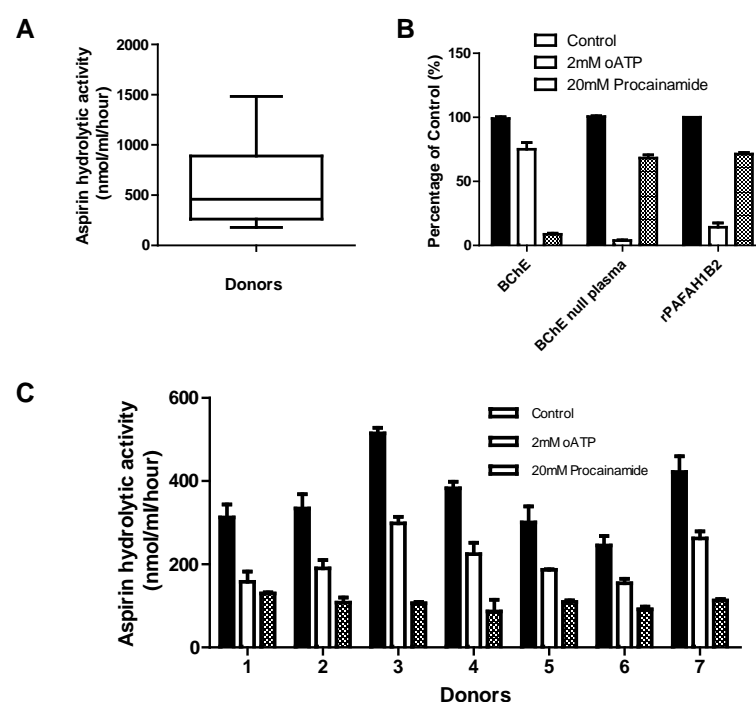 A
Aspirin hydrolytic activity
(nmol/ml/hour)
2000
1500
1000
500
0
Donors
B
Percentage of Control (%)
150
100
50
0
Control
2mM oATP
20mM Procainamide
BChE
BChE null plasma
rPAFAH1B2
C
Aspirin hydrolytic activity
(nmol/ml/hour)
600
400
200
0
Control
2mM oATP
20mM Procainamide
1 2 3 4 5 6 7
Donors